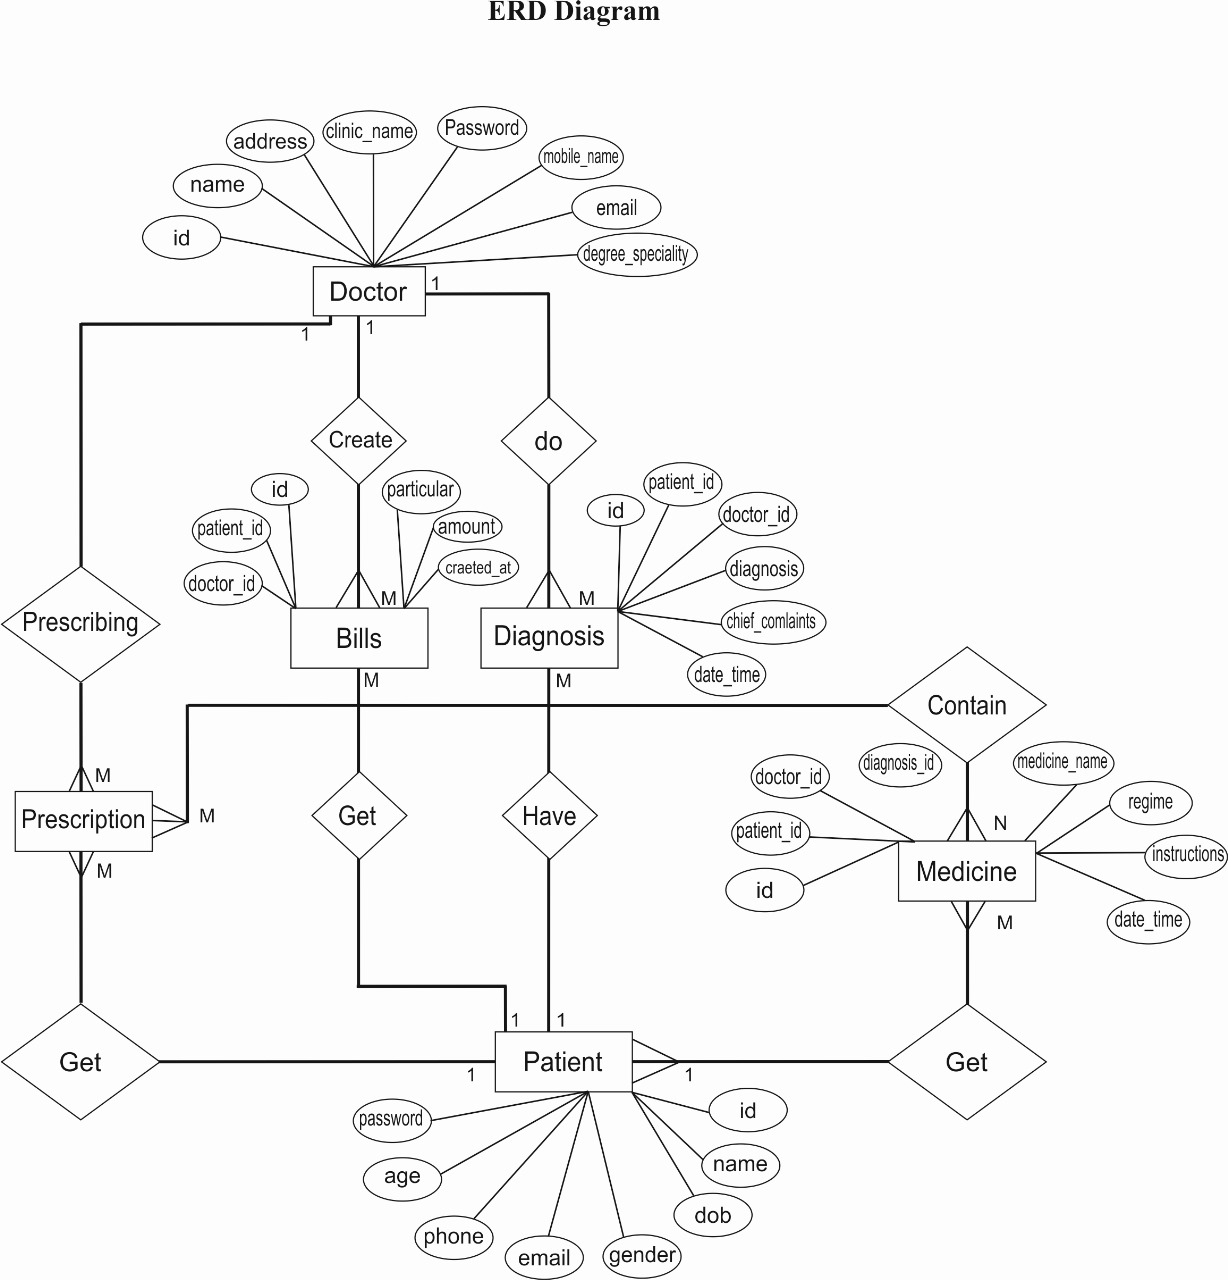 ERD Diagram
clinic_name
Password
address
mobile_name
name
email
id
degree_speciality
1
Doctor
1
1
Create
do
id
particular
patient_id
id
patient_id
amount
doctor_id
doctor_id
craeted_at
diagnosis
M
M
Prescribing
chief_comlaints
Bills
Diagnosis
date_time
M
M
Contain
M
doctor_id
diagnosis_id
medicine_name
regime
Prescription
M
Get
Have
patient_id
N
instructions
M
id
Medicine
date_time
M
1
1
Get
Patient
Get
1
1
password
id
age
name
phone
dob
email
gender